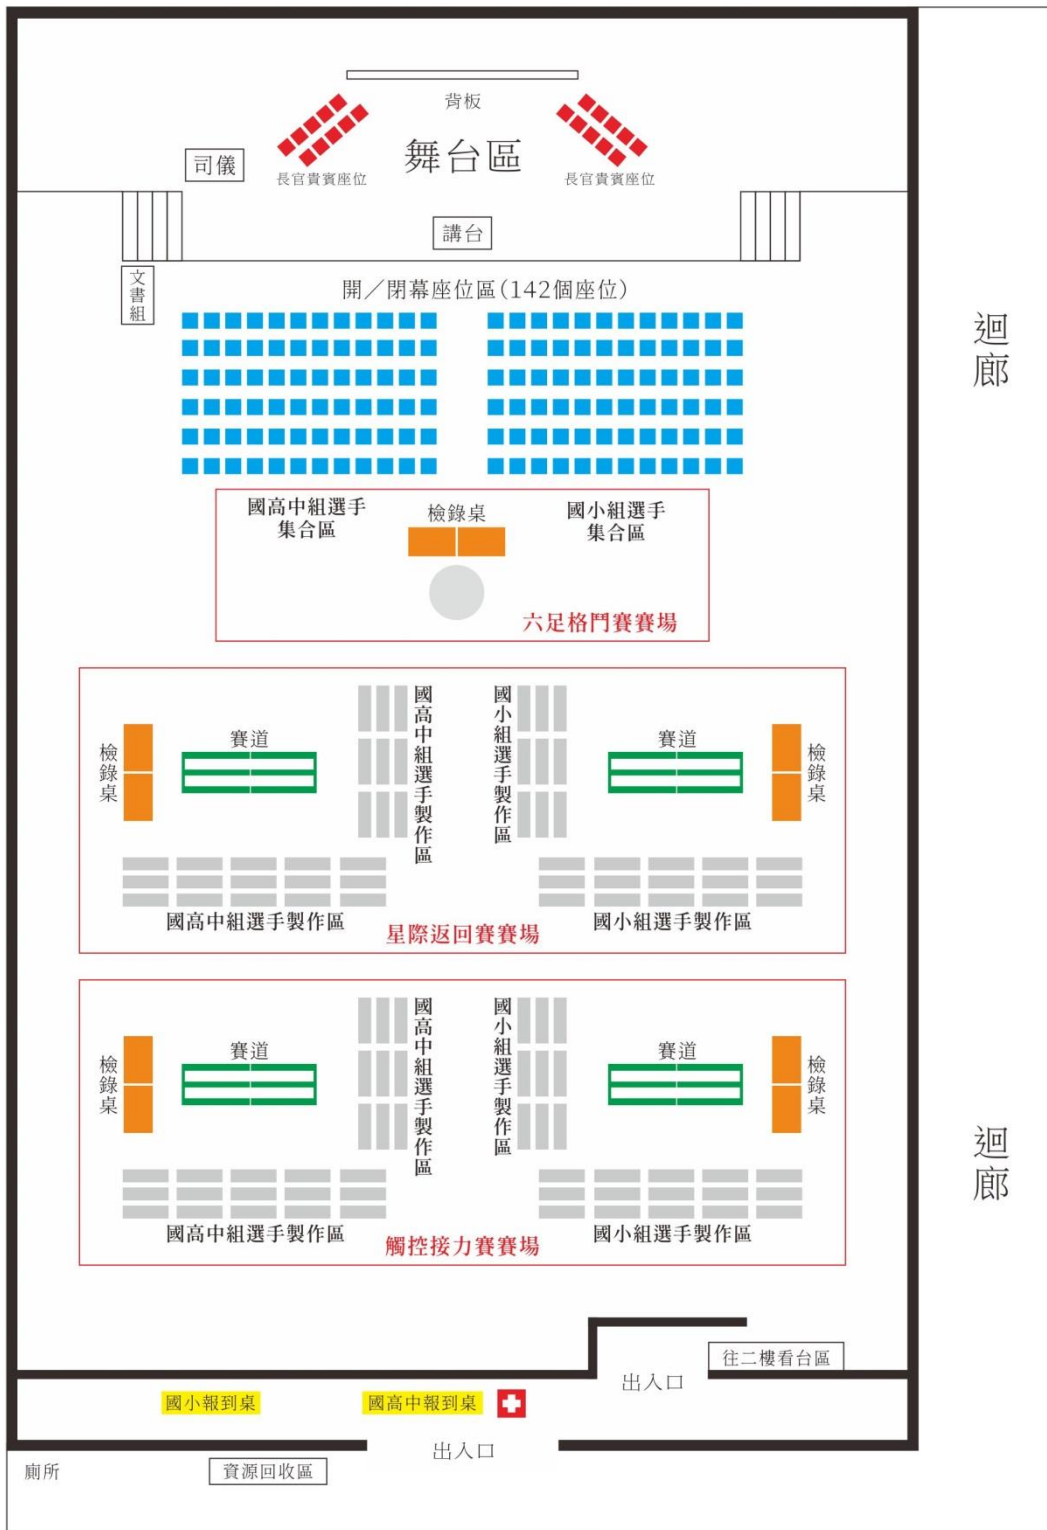 背板
舞台區
司儀
長官貴賓座位
長官貴賓座位
講台
文書組
開／閉幕座位區(142個座位)
迴廊
國高中組選手
集合區
檢錄桌
國小組選手
集合區
六足格鬥賽賽場
國高中組選手製作區
國小組選手製作區
檢錄桌
賽道
賽道
檢錄桌
國高中組選手製作區
星際返回賽賽場
國小組選手製作區
國高中組選手製作區
國小組選手製作區
檢錄桌
賽道
賽道
檢錄桌
迴廊
國高中組選手製作區
觸控接力賽賽場
國小組選手製作區
往二樓看台區
出入口
國小報到桌
國高中報到桌
出入口
廁所
資源回收區